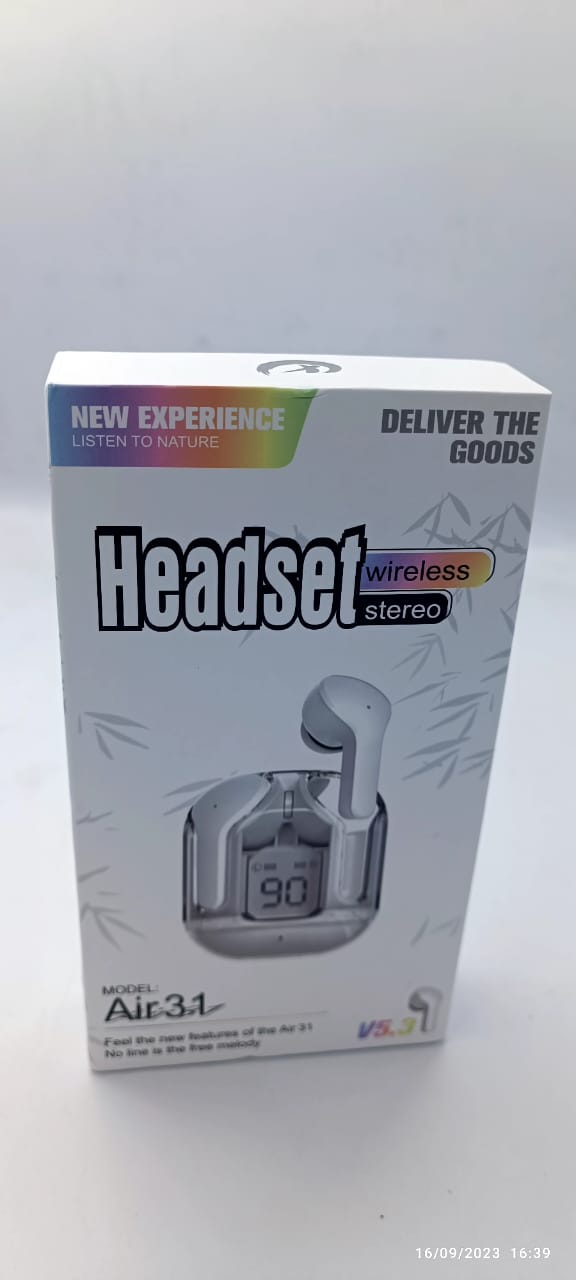 NEW EXPERIENCE
LISTEN TO NATURE
DELIVER THE
GOODS
Headset
wireless
stereo
90
MODEL:
Air31
Feel the new features of the Air 31
No line is the free melody
V5.3
16/09/2023 16:39